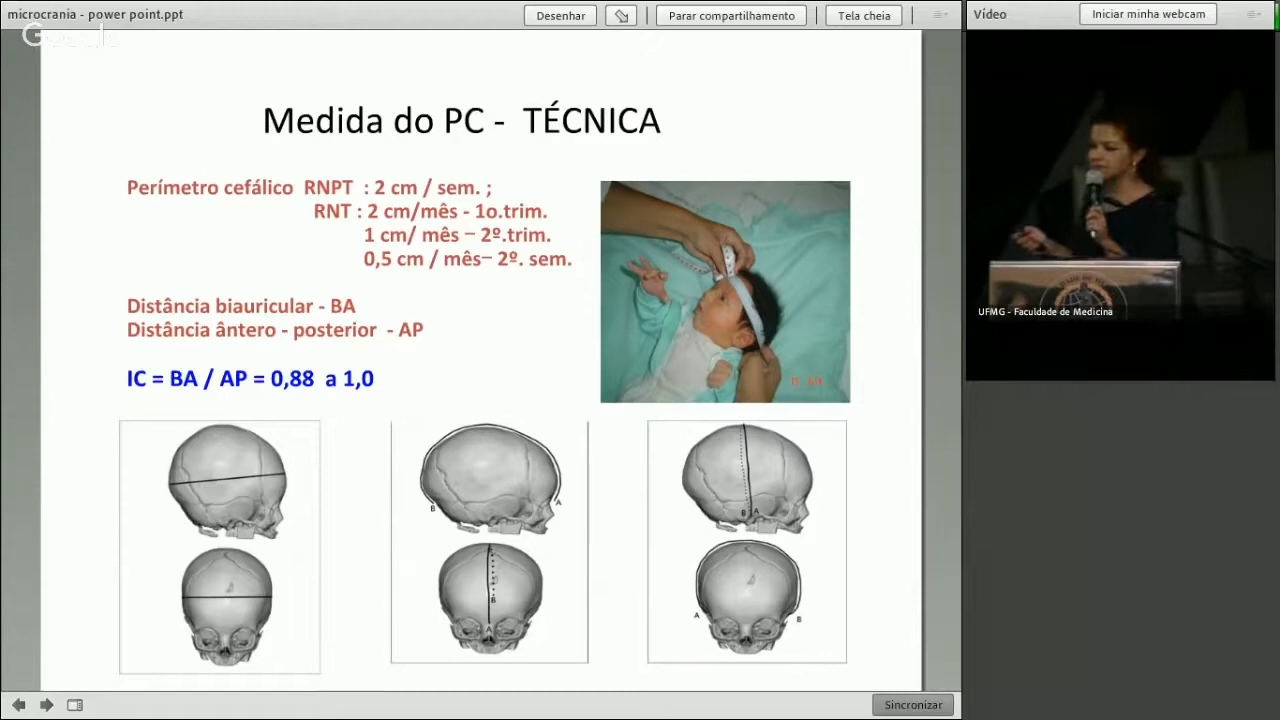 microcrania - power point.ppt
Desenhar
Parar compartilhamento
Tela cheia
Vídeo
Iniciar minha webcam
Medida do PC - TÉCNICA
Perímetro cefálico RNPT : 2 cm / sem. ;
RNT : 2 cm/mês - 1o.trim.
1 cm/ mês – 2º.trim.
0,5 cm / mês– 2º. sem.
Distância biauricular - BA
Distância ântero - posterior - AP
IC = BA / AP = 0,88 a 1,0
UFMG - Faculdade de Medicina
B
A
B A
B
A
A
B
Sincronizar